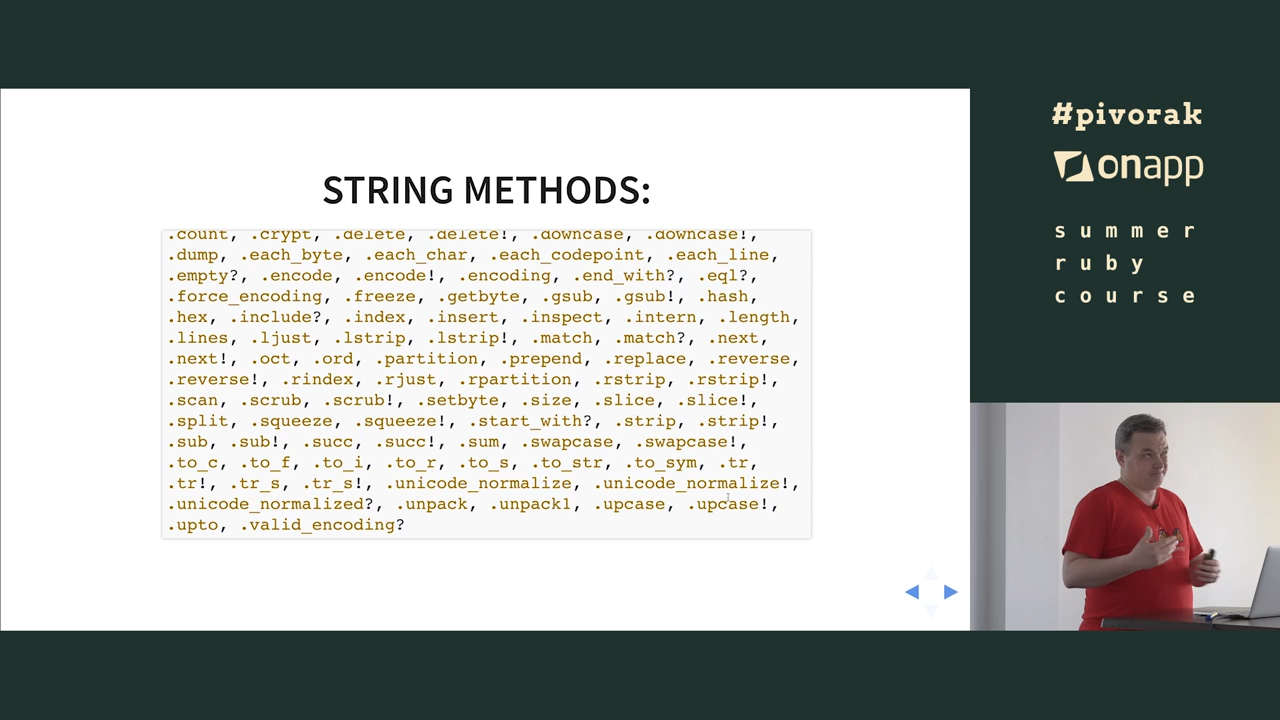 STRING METHODS:
.count, .crypt, .delete, .delete!, .downcase, .downcase!,
.dump, .each_byte, .each_char, .each_codepoint, .each_line,
.empty?, .encode, .encode!, .encoding, .end_with?, .eql?,
.force_encoding, .freeze, .getbyte, .gsub, .gsub!, .hash,
.hex, .include?, .index, .insert, .inspect, .intern, .length,
.lines, .ljust, .lstrip, .lstrip!, .match, .match?, .next,
.next!, .oct, .ord, .partition, .prepend, .replace, .reverse,
.reverse!, .rindex, .rjust, .rpartition, .rstrip, .rstrip!,
.scan, .scrub, .scrub!, .setbyte, .size, .slice, .slice!,
.split, .squeeze, .squeeze!, .start_with?, .strip, .strip!,
.sub, .sub!, .succ, .succ!, .sum, .swapcase, .swapcase!,
.to_c, .to_f, .to_i, .to_r, .to_s, .to_str, .to_sym, .tr,
.tr!, .tr_s, .tr_s!, .unicode_normalize, .unicode_normalize!,
.unicode_normalized?, .unpack, .unpack1, .upcase, .upcase!,
.upto, .valid_encoding?
#pivorak
onapp
summer
ruby
course